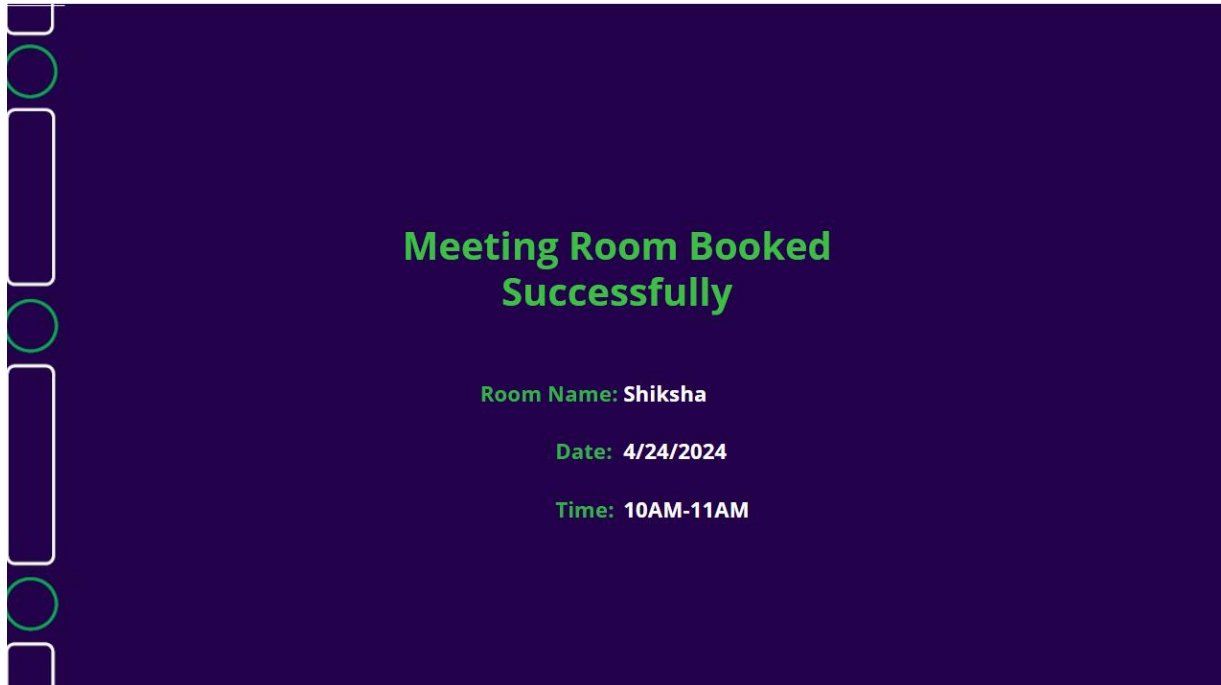 Meeting Room Booked
Successfully
Room Name: Shiksha
Date: 4/24/2024
Time: 10AM-11AM